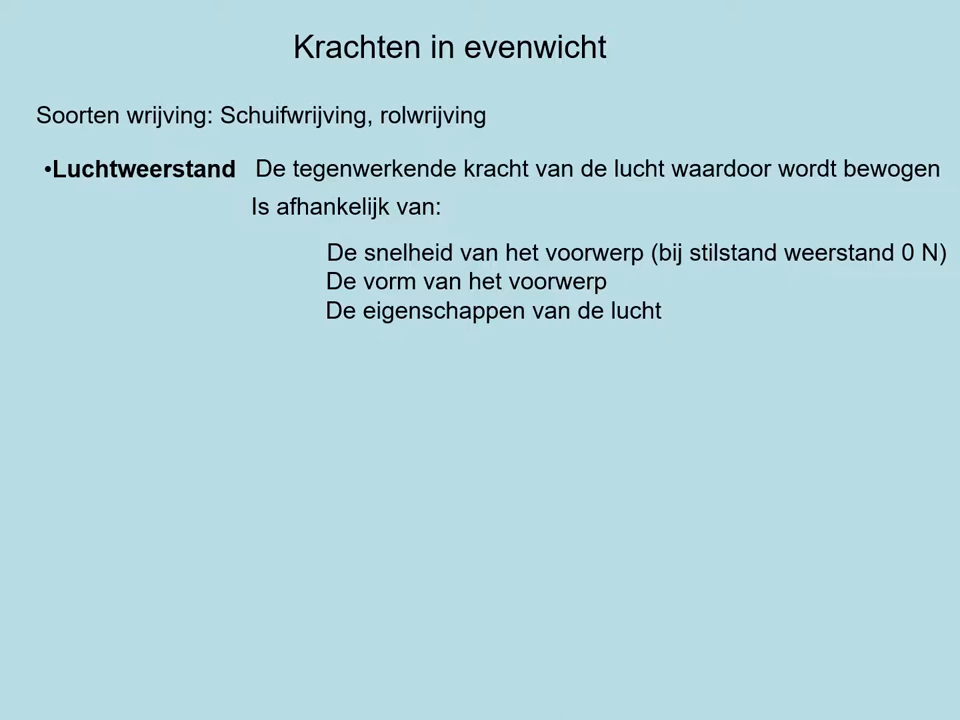 Krachten in evenwicht
Soorten wrijving: Schuifwrijving, rolwrijving
•Luchtweerstand De tegenwerkende kracht van de lucht waardoor wordt bewogen
Is afhankelijk van:
De snelheid van het voorwerp (bij stilstand weerstand 0 N)
De vorm van het voorwerp
De eigenschappen van de lucht